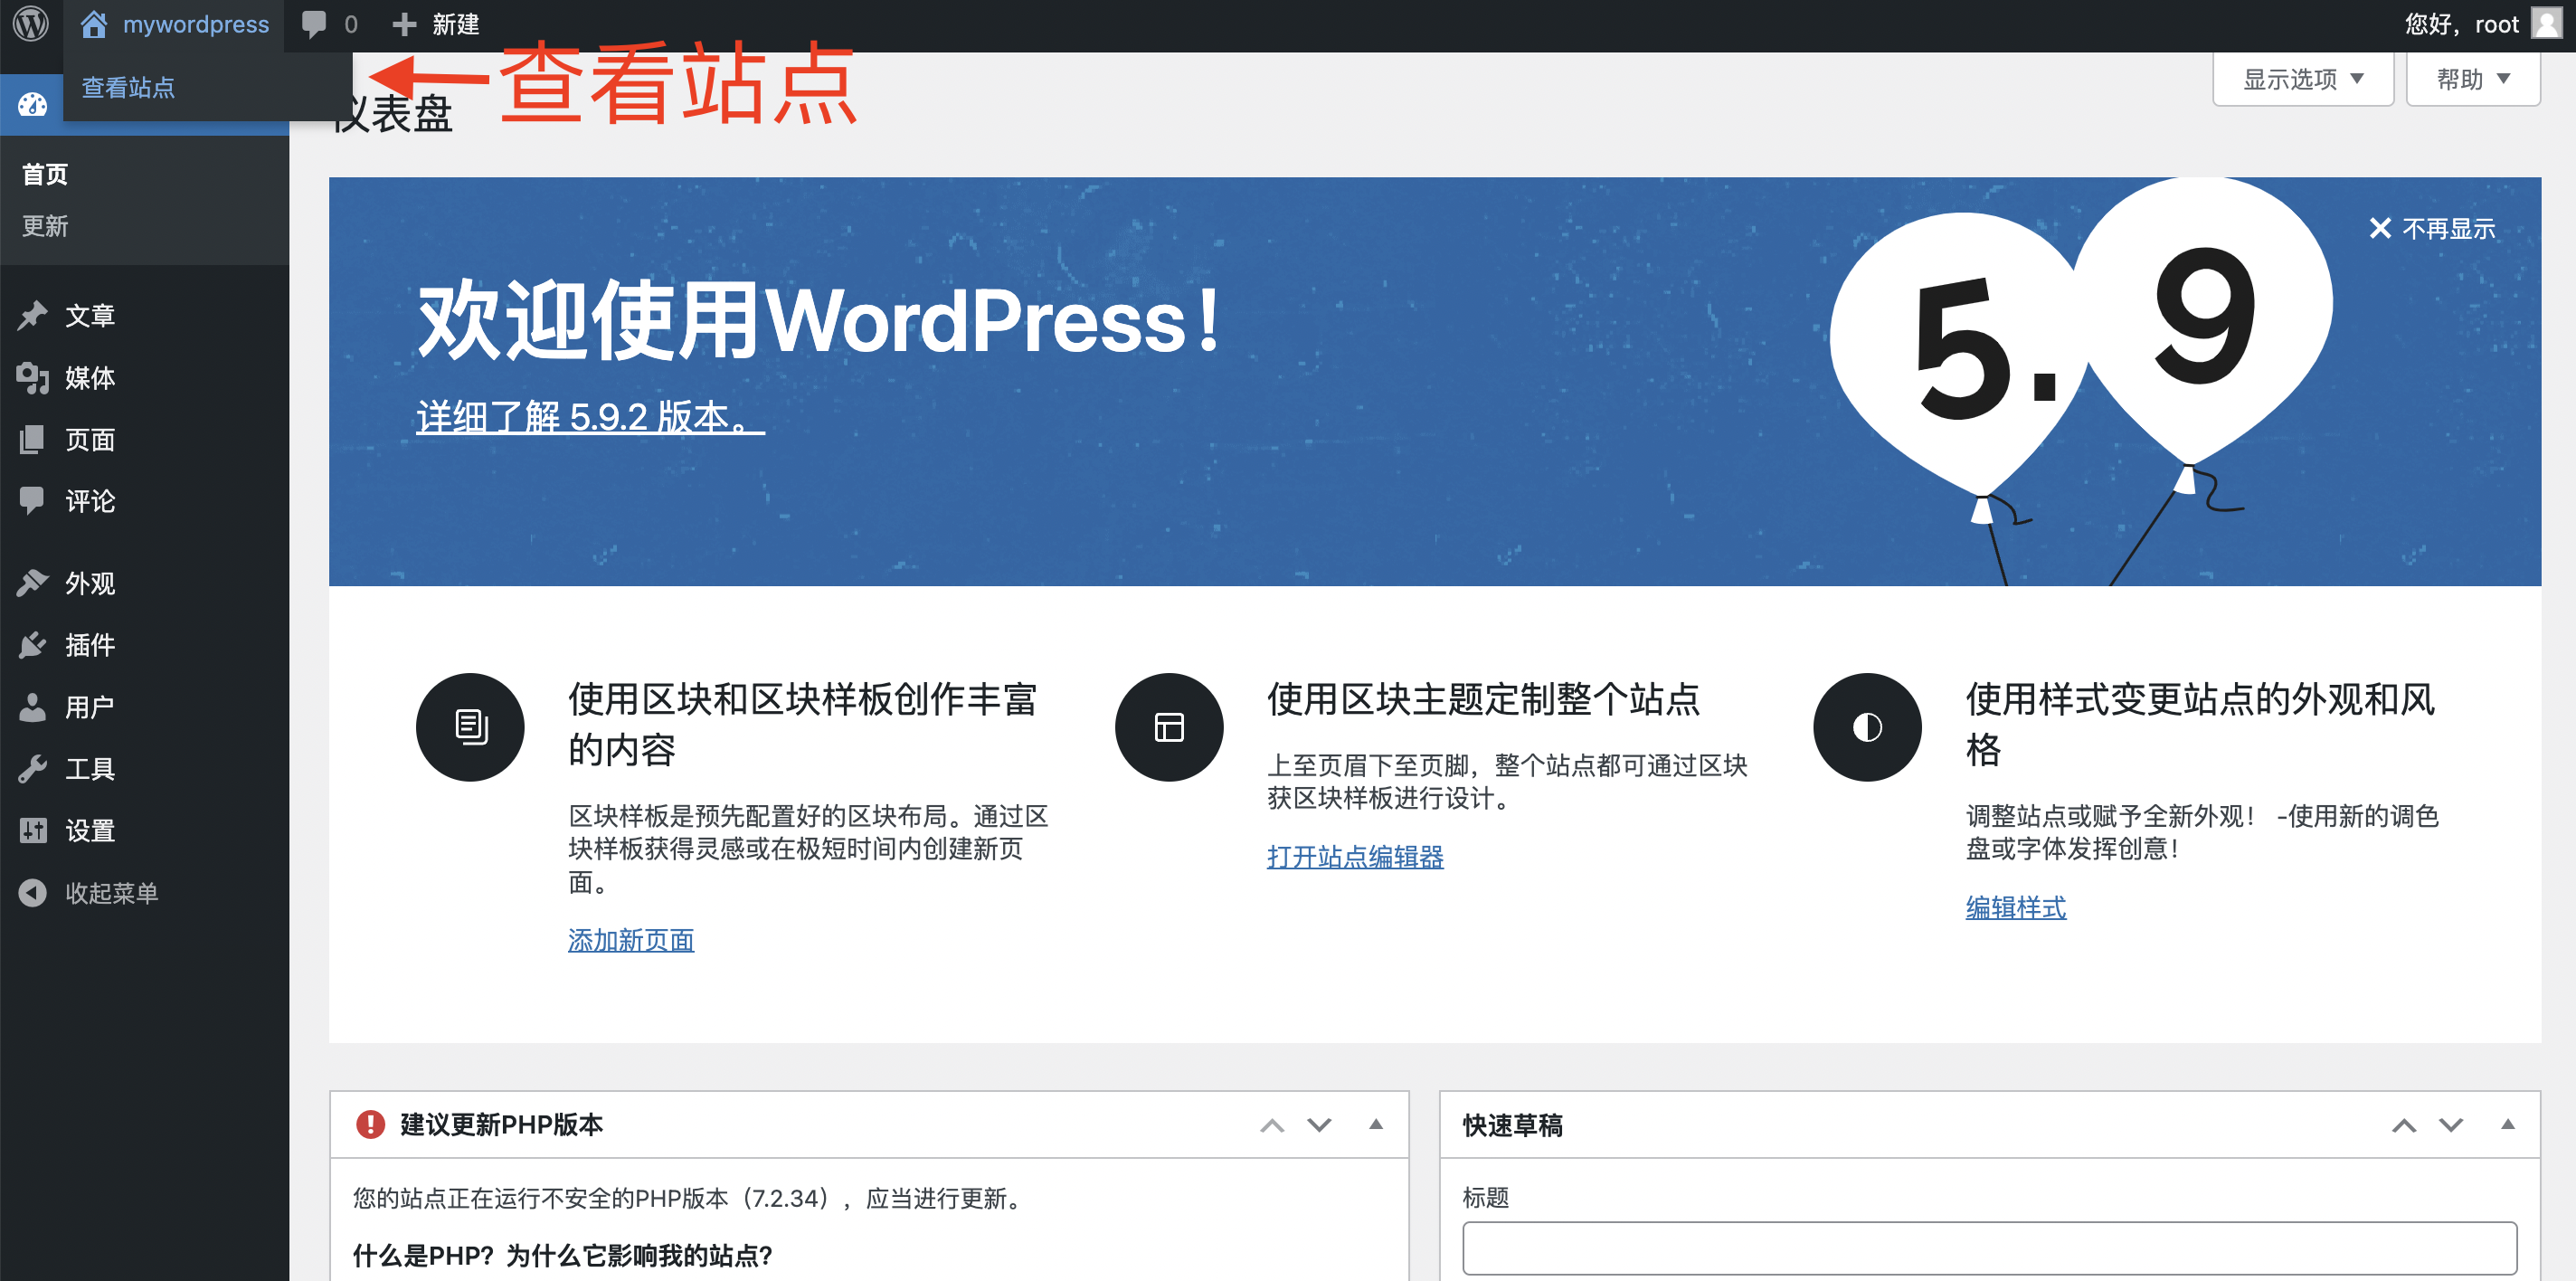 mywordpress
0
新建
您好，root
查看站点
查看站点
仪表盘
显示选项
帮助
首页
更新
文章
媒体
页面
评论
外观
插件
用户
工具
设置
收起菜单
不再显示
欢迎使用WordPress！
详细了解 5.9.2 版本。
5.9
使用区块和区块样板创作丰富
的内容
区块样板是预先配置好的区块布局。通过区
块样板获得灵感或在极短时间内创建新页
面。
添加新页面
使用区块主题定制整个站点
上至页眉下至页脚，整个站点都可通过区块
获区块样板进行设计。
打开站点编辑器
使用样式变更站点的外观和风
格
调整站点或赋予全新外观！ -使用新的调色
盘或字体发挥创意！
编辑样式
建议更新PHP版本
您的站点正在运行不安全的PHP版本（7.2.34），应当进行更新。
什么是PHP？为什么它影响我的站点?
快速草稿
标题